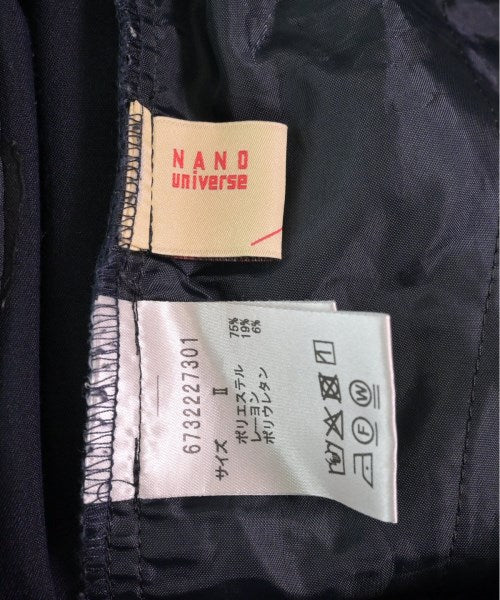 NANO
universe
6732227301
サイズ Ⅱ
ポリエステル 75%
レーヨン 19%
ポリウレタン 6%
F W